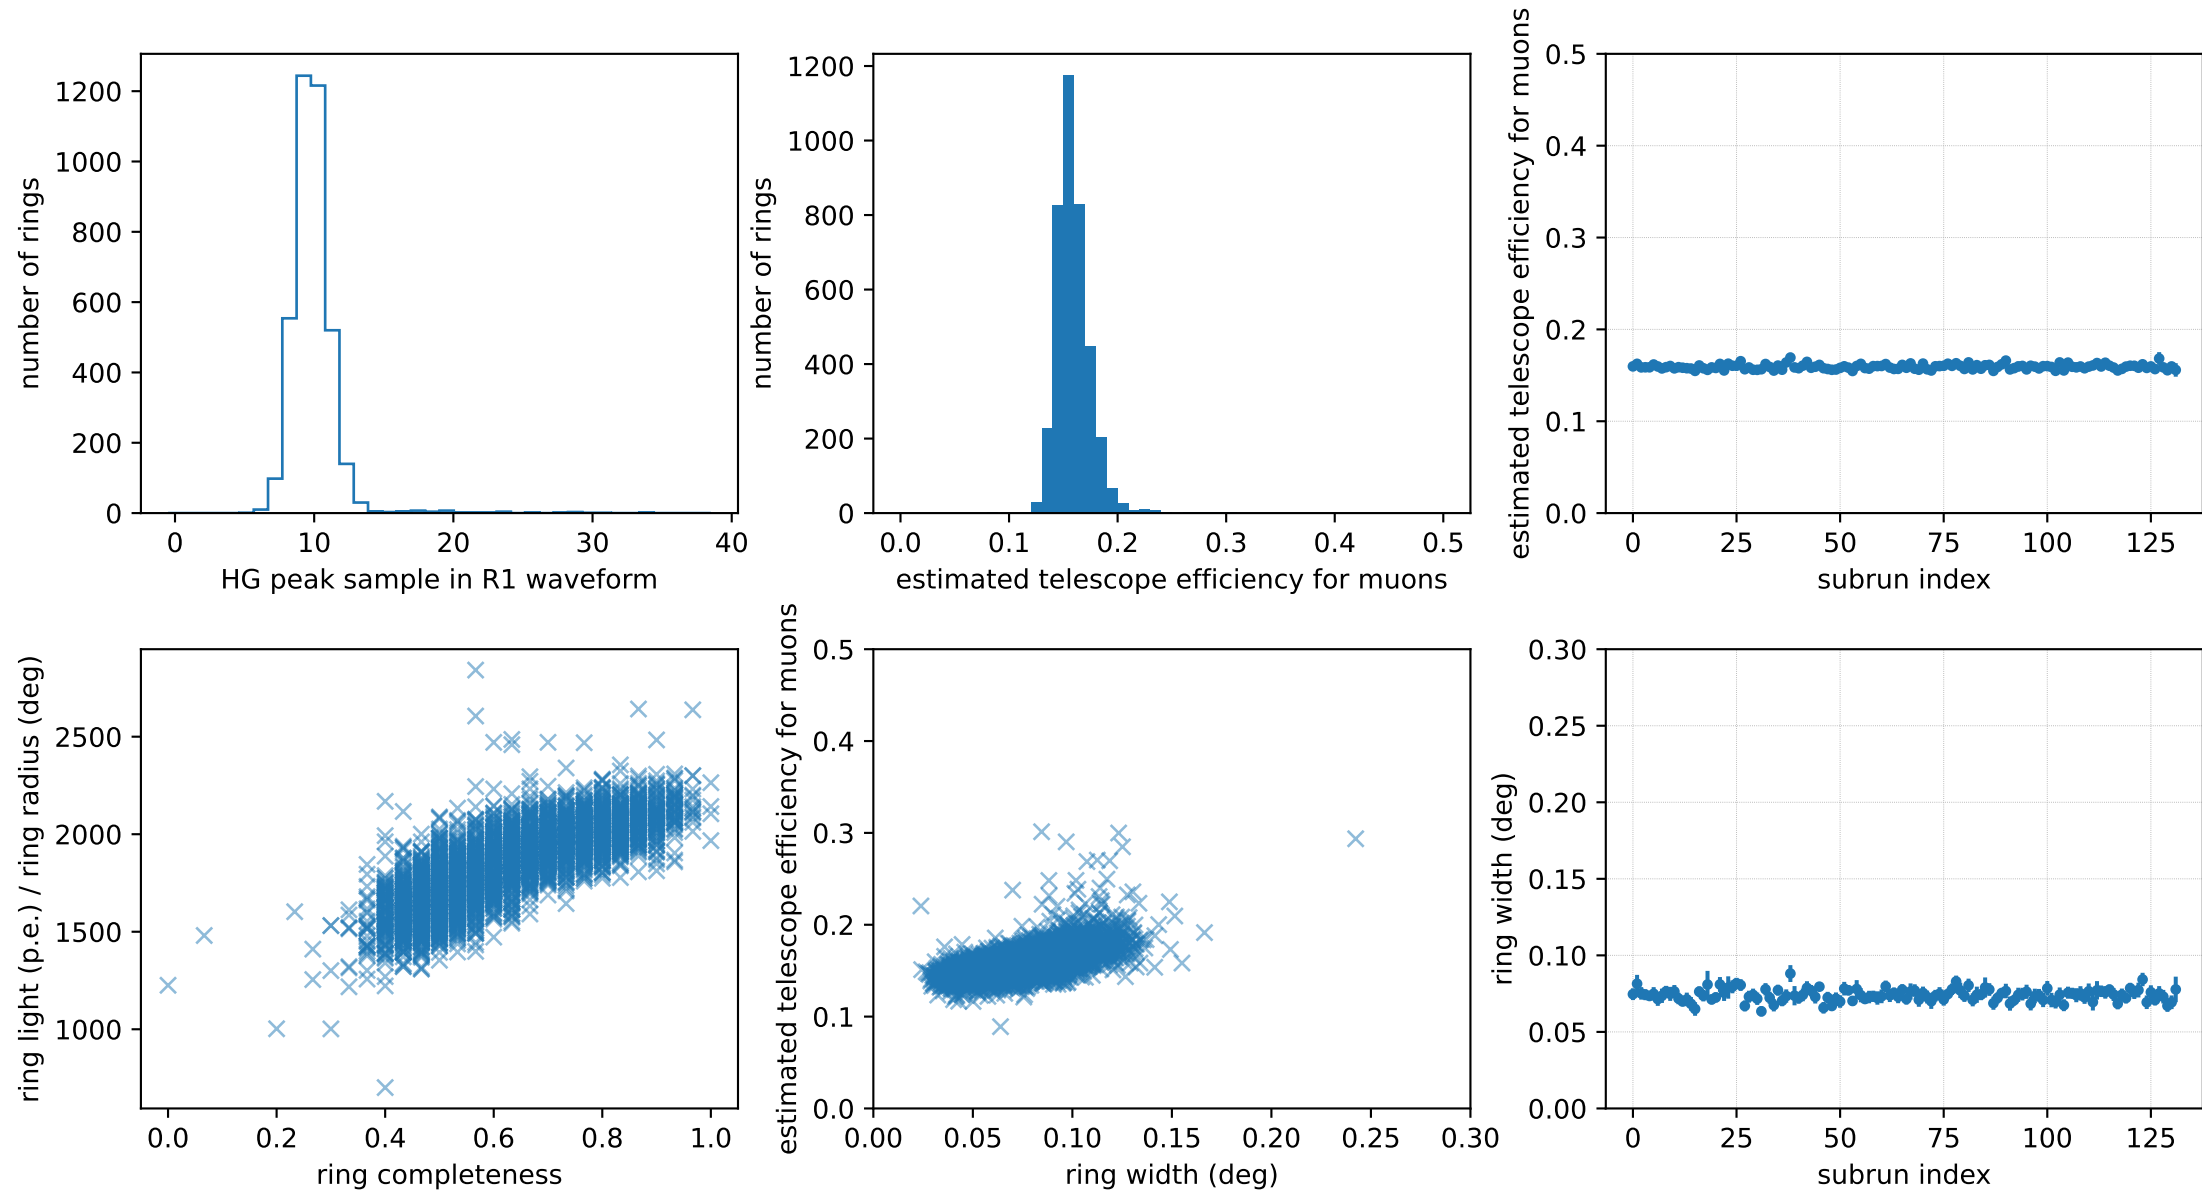 number of rings
0
200
400
600
800
1000
1200
0 10 20 30 40
HG peak sample in R1 waveform
number of rings
0
200
400
600
800
1000
1200
0.0 0.1 0.2 0.3 0.4 0.5
estimated telescope efficiency for muons
estimated telescope efficiency for muons
0.0
0.1
0.2
0.3
0.4
0.5
0 25 50 75 100 125
subrun index
ring light (p.e.) / ring radius (deg)
1000
1500
2000
2500
0.0 0.2 0.4 0.6 0.8 1.0
ring completeness
estimated telescope efficiency for muons
0.0
0.1
0.2
0.3
0.4
0.5
0.00 0.05 0.10 0.15 0.20 0.25 0.30
ring width (deg)
ring width (deg)
0.00
0.05
0.10
0.15
0.20
0.25
0.30
0 25 50 75 100 125
subrun index